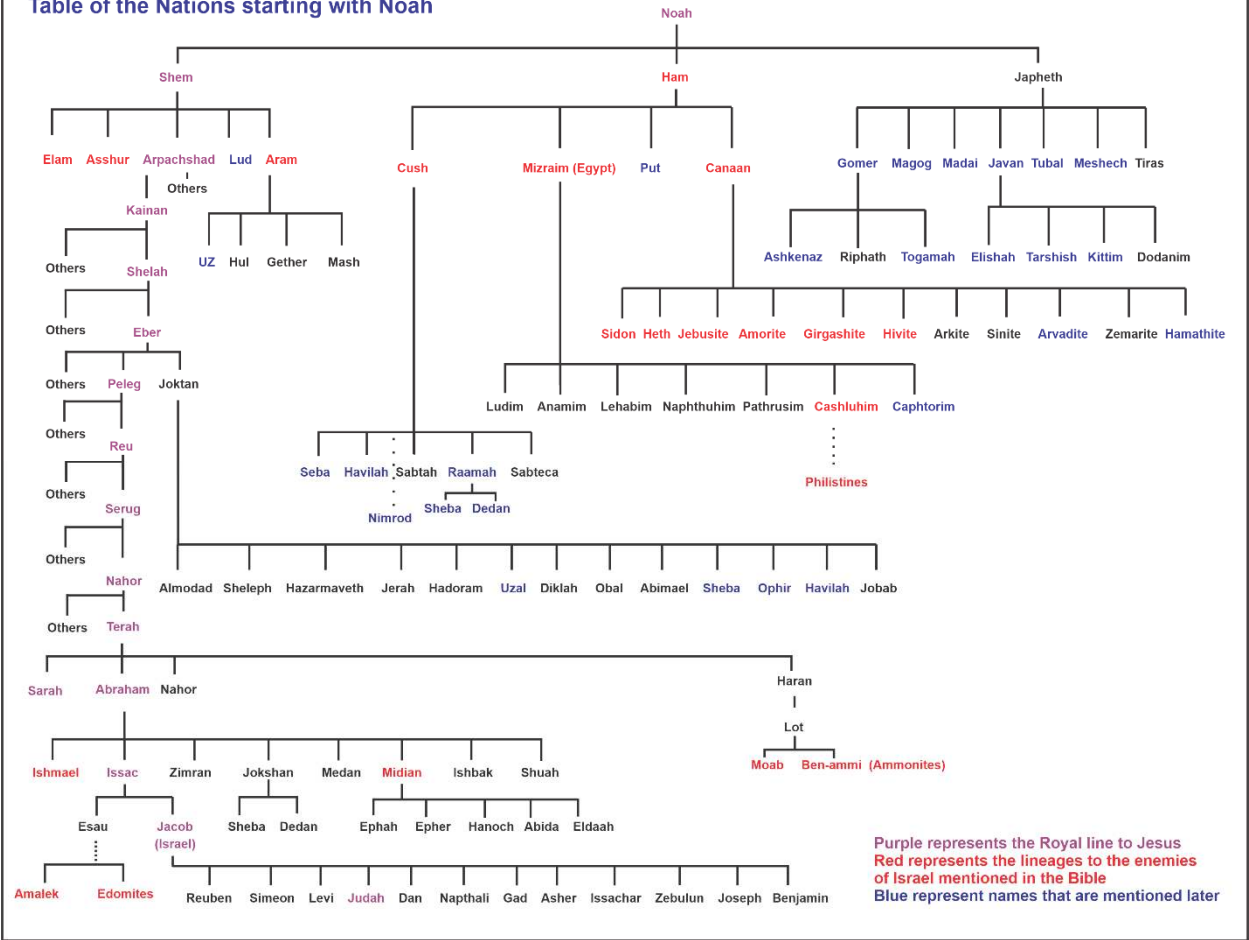 Table of the Nations starting with Noah
Noah
Shem Ham Japheth
Elam Asshur Arpachshad Lud Aram
Cush Mizraim (Egypt) Put Canaan
Gomer Magog Madai Javan Tubal Meshech Tiras
Others
Kainan
Others Shelah
UZ Hul Gether Mash
Ashkenaz Riphath Togamah Elishah Tarshish Kittim Dodanim
Others Eber
Sidon Heth Jebusite Amorite Girgashite Hivite Arkite Sinite Arvadite Zemarite Hamathite
Others Peleg Joktan
Ludim Anamim Lehabim Naphthuhim Pathrusim Cashluhim Caphtorim
Others
Reu
Seba Havilah Sabtah Raamah Sabteca
Philistines
Others
Serug
Nimrod Sheba Dedan
Others
Nahor
Almodad Sheleph Hazarmaveth Jerah Hadoram Uzal Diklah Obal Abimael Sheba Ophir Havilah Jobab
Others Terah
Sarah Abraham Nahor Haran
Lot
Moab Ben-ammi (Ammonites)
Ishmael Issac Zimran Jokshan Medan Midian Ishbak Shuah
Esau Jacob
(Israel)
Sheba Dedan Ephah Epher Hanoch Abida Eldaah
Amalek Edomites
Reuben Simeon Levi Judah Dan Napthali Gad Asher Issachar Zebulun Joseph Benjamin
Purple represents the Royal line to Jesus
Red represents the lineages to the enemies
of Israel mentioned in the Bible
Blue represent names that are mentioned later